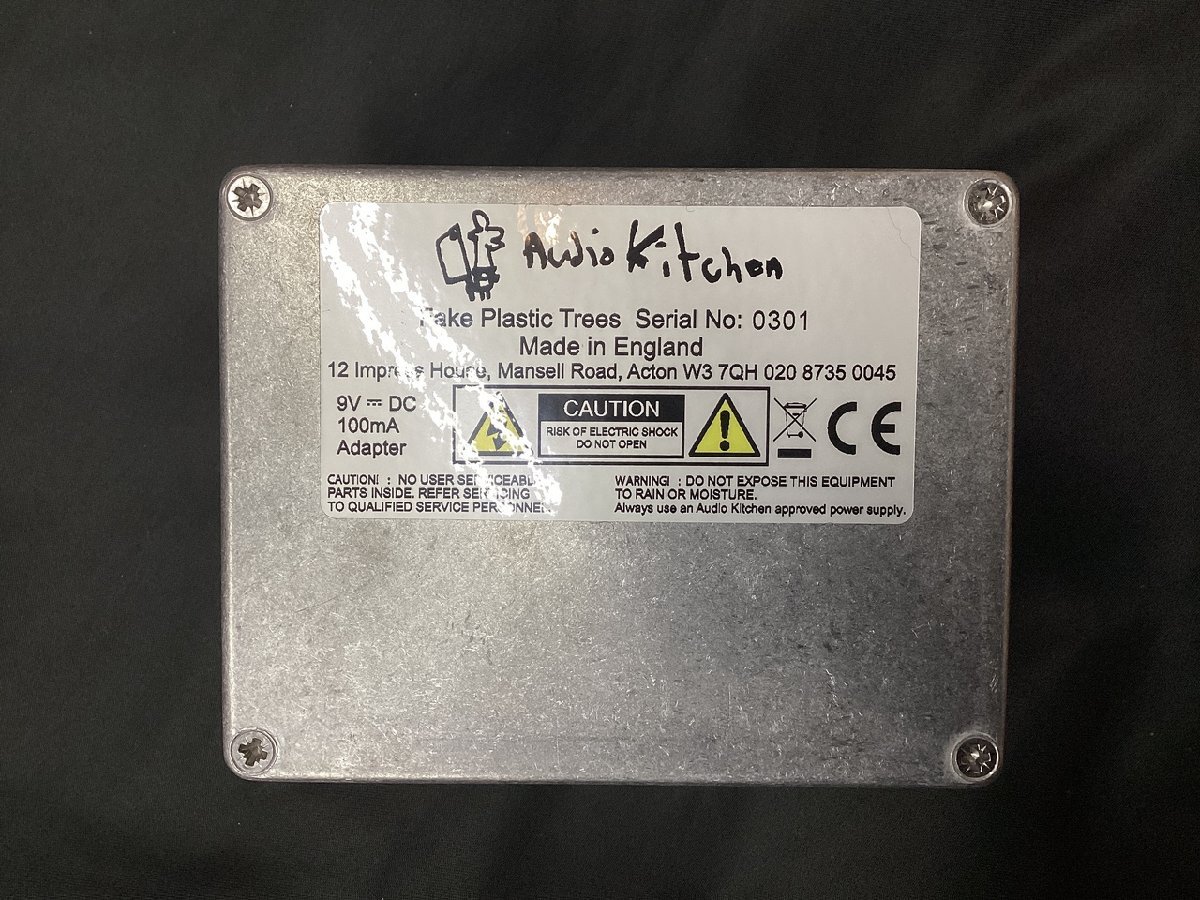 Audio Kitchen
Fake Plastic Trees Serial No: 0301
Made in England
12 Impress House, Mansell Road, Acton W3 7QH 020 8735 0045
9V ⎓ DC
100mA
Adapter
CAUTION
RISK OF ELECTRIC SHOCK
DO NOT OPEN
CE
CAUTION! : NO USER SERVICEABLE
PARTS INSIDE. REFER SERVICING
TO QUALIFIED SERVICE PERSONNEL
WARNING! : DO NOT EXPOSE THIS EQUIPMENT
TO RAIN OR MOISTURE.
Always use an Audio Kitchen approved power supply.